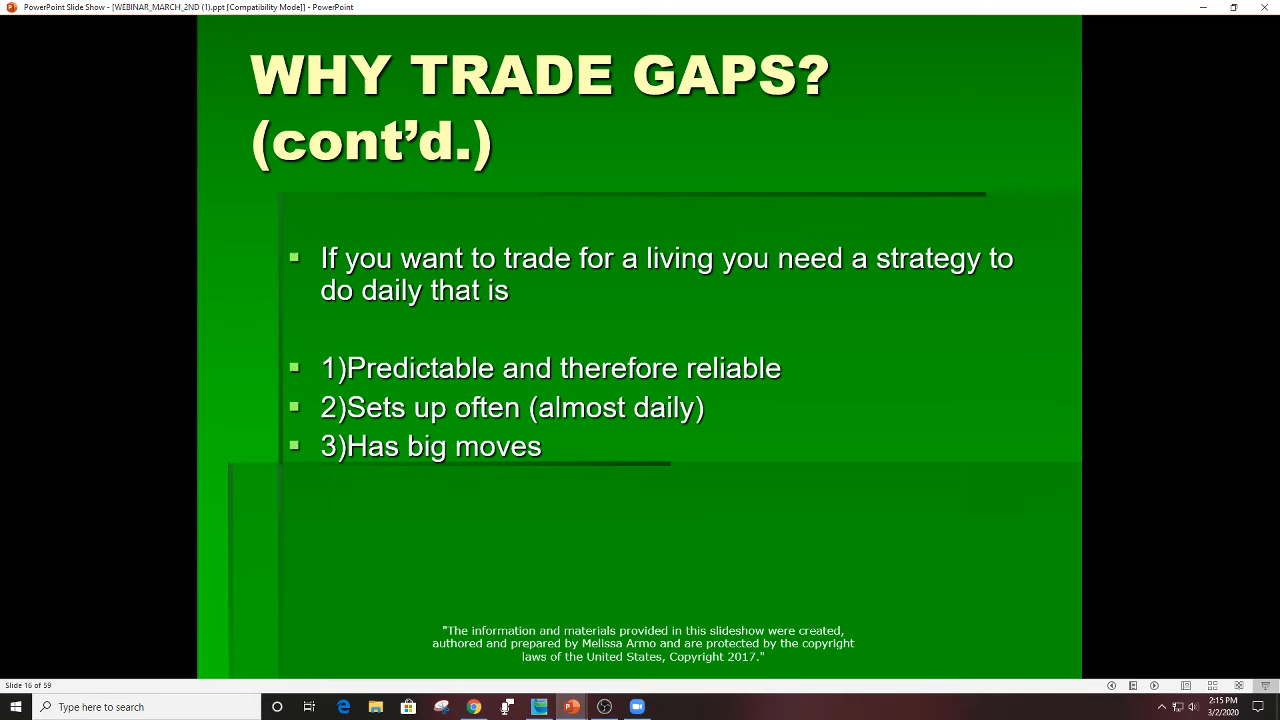 PowerPoint Slide Show - [WEBINAR_MARCH_2ND (1).ppt [Compatibility Mode]] - PowerPoint
WHY TRADE GAPS?
(cont’d.)
If you want to trade for a living you need a strategy to
do daily that is
1)Predictable and therefore reliable
2)Sets up often (almost daily)
3)Has big moves
"The information and materials provided in this slideshow were created,
authored and prepared by Melissa Armo and are protected by the copyright
laws of the United States, Copyright 2017."
Slide 16 of 59
Type here to search
2:15 PM
3/2/2020